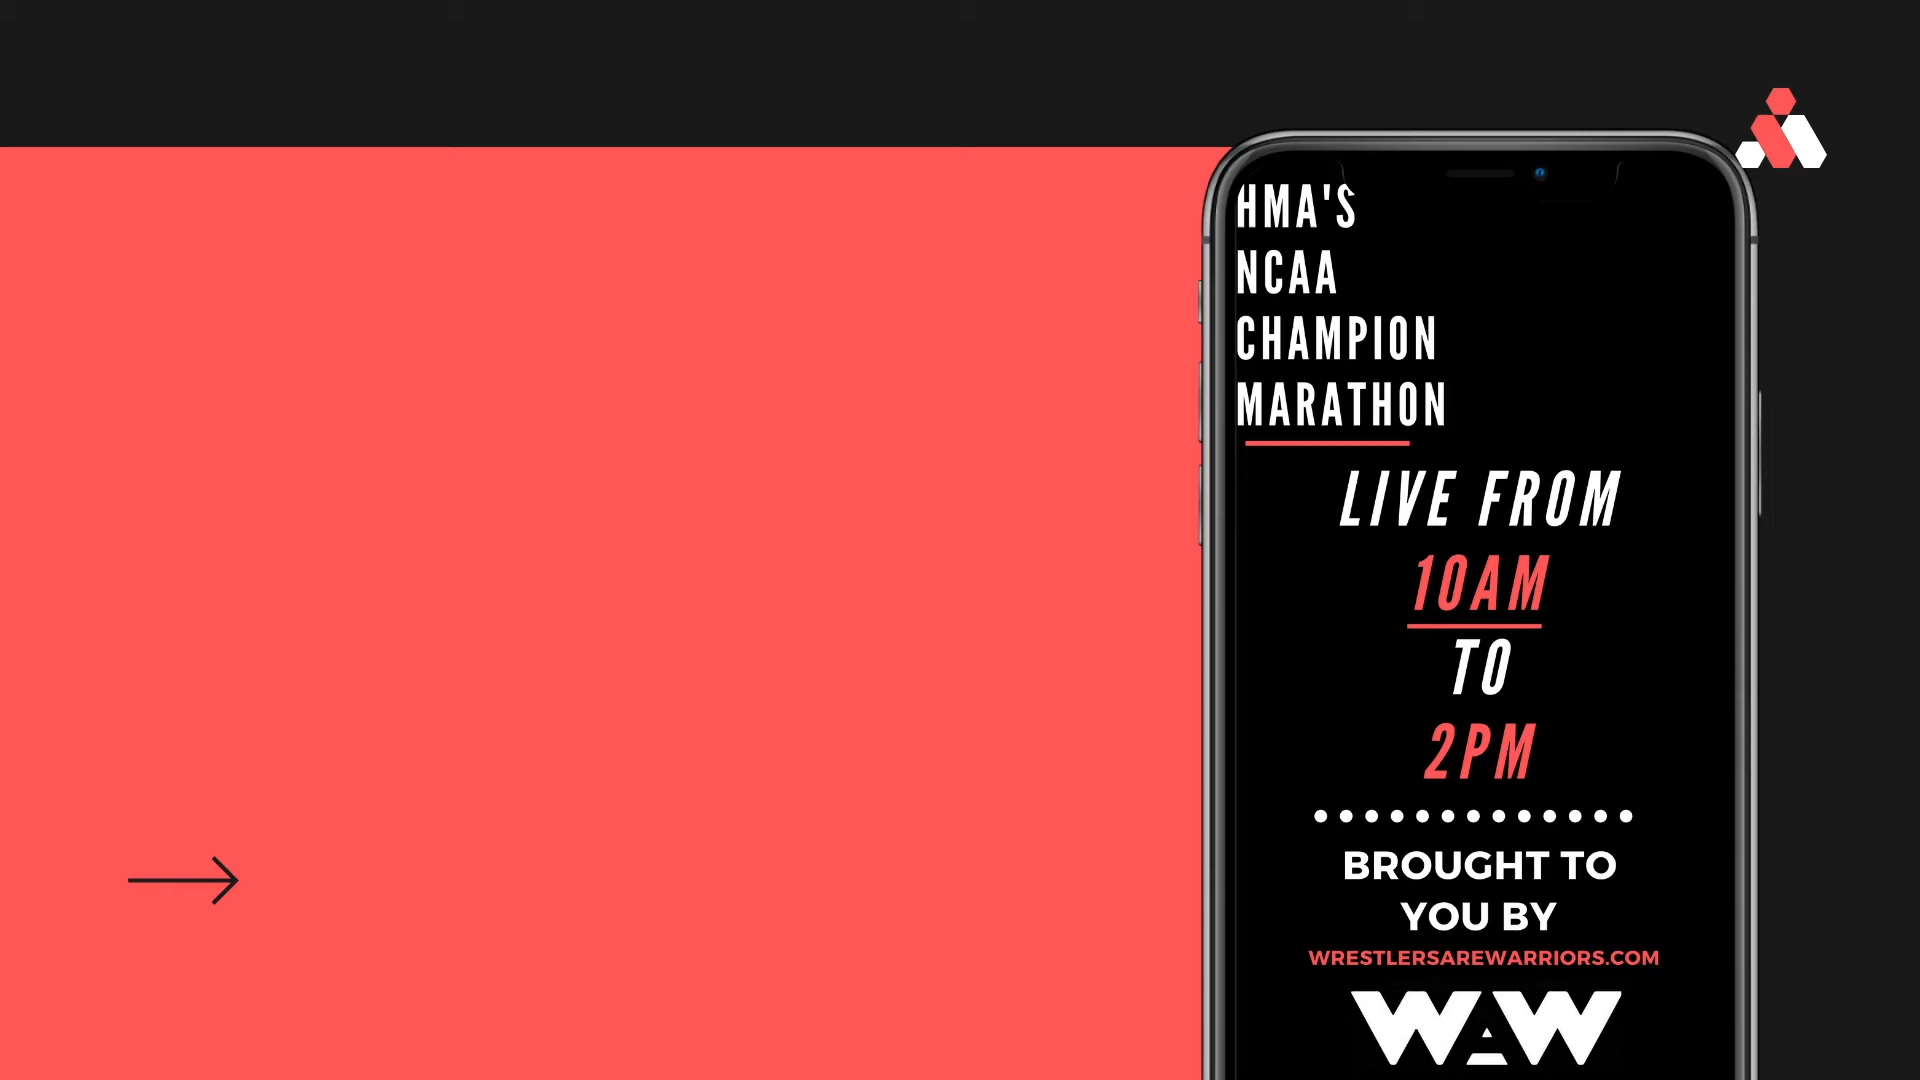 HMA'S
NCAA
CHAMPION
MARATHON
LIVE FROM
10AM
TO
2PM
BROUGHT TO
YOU BY
WRESTLERSAREWARRIORS.COM
WAW